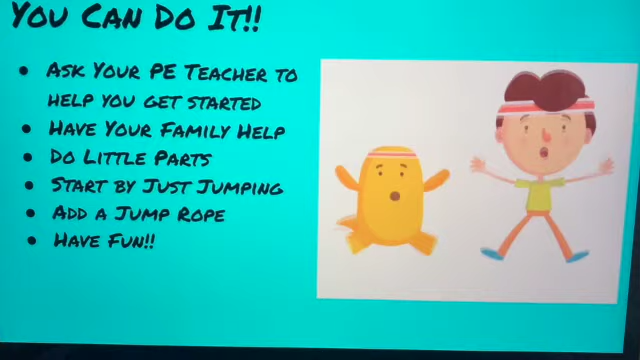 You Can Do It!!
• Ask Your PE Teacher to
help you get started
• Have Your Family Help
• Do Little Parts
• Start by Just Jumping
• Add a Jump Rope
• Have Fun!!